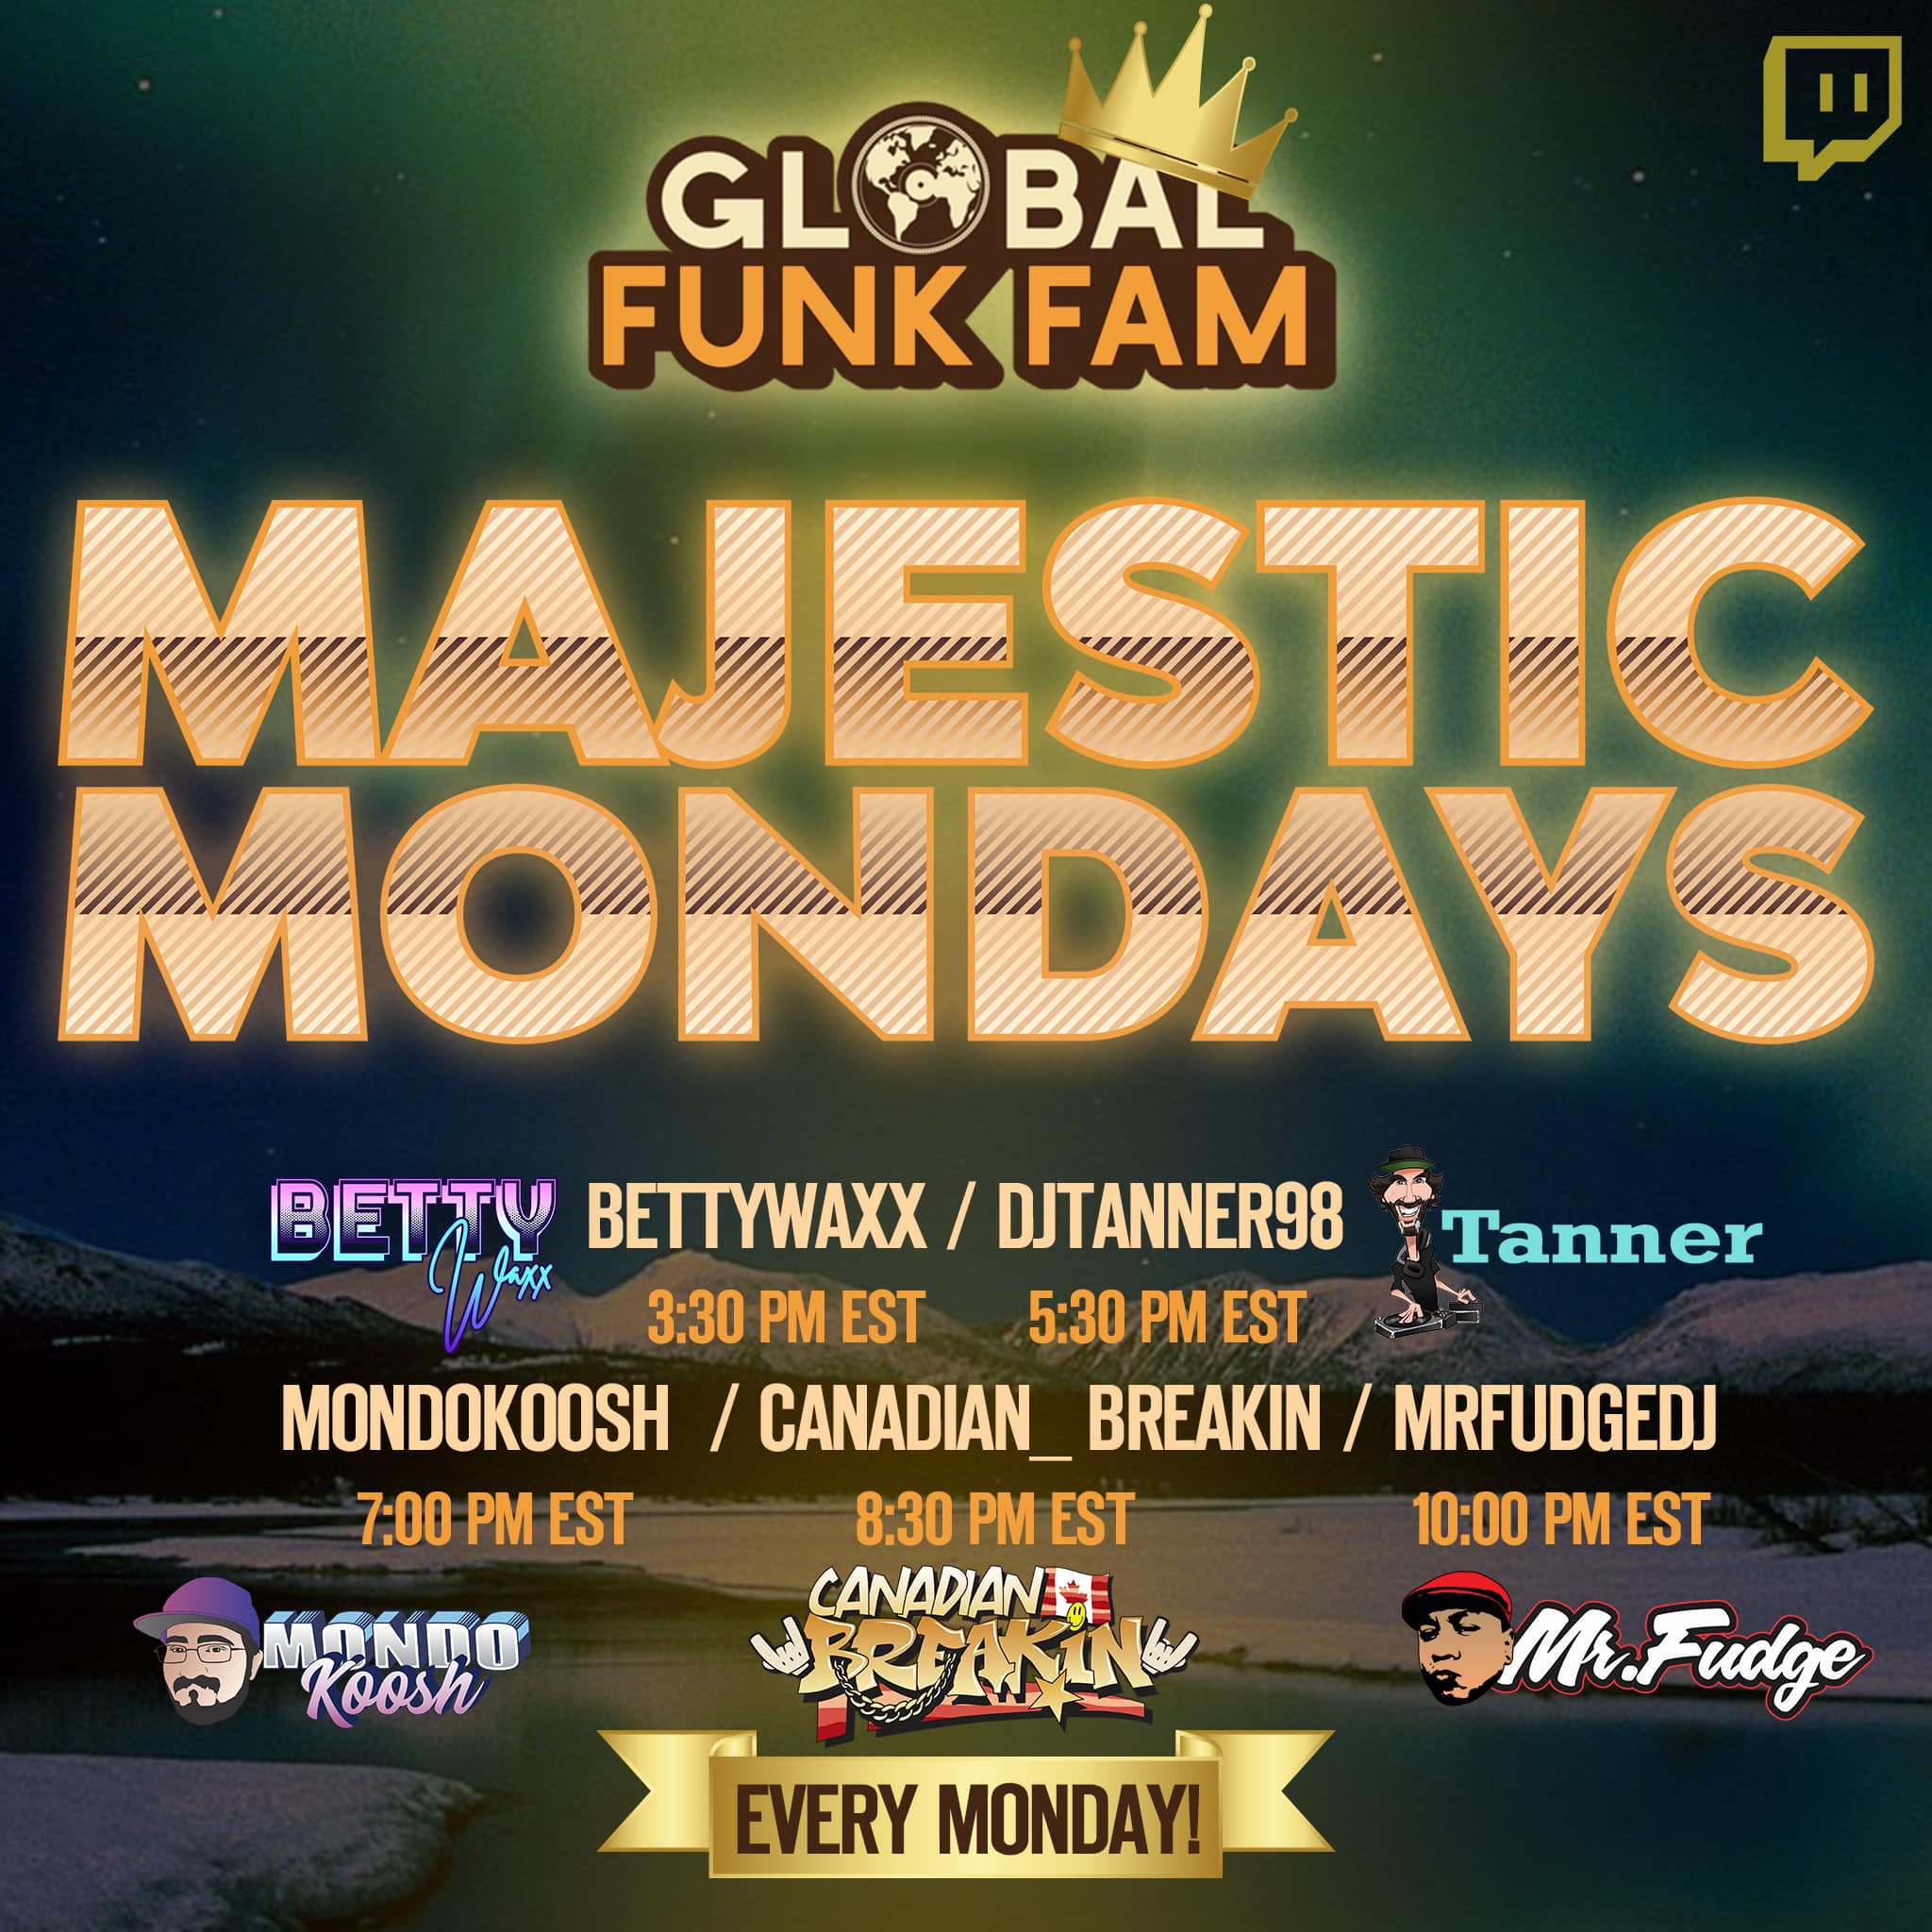 GLOBAL
FUNK FAM
MAJESTIC
MONDAYS
BETTY
Waxx
BETTYWAXX / DJTANNER98
Tanner
3:30 PM EST 5:30 PM EST
MONDOKOOSH / CANADIAN_ BREAKIN / MRFUDGEDJ
7:00 PM EST 8:30 PM EST 10:00 PM EST
MONDO
Koosh
CANADIAN
BREAKIN
Mr.Fudge
EVERY MONDAY!